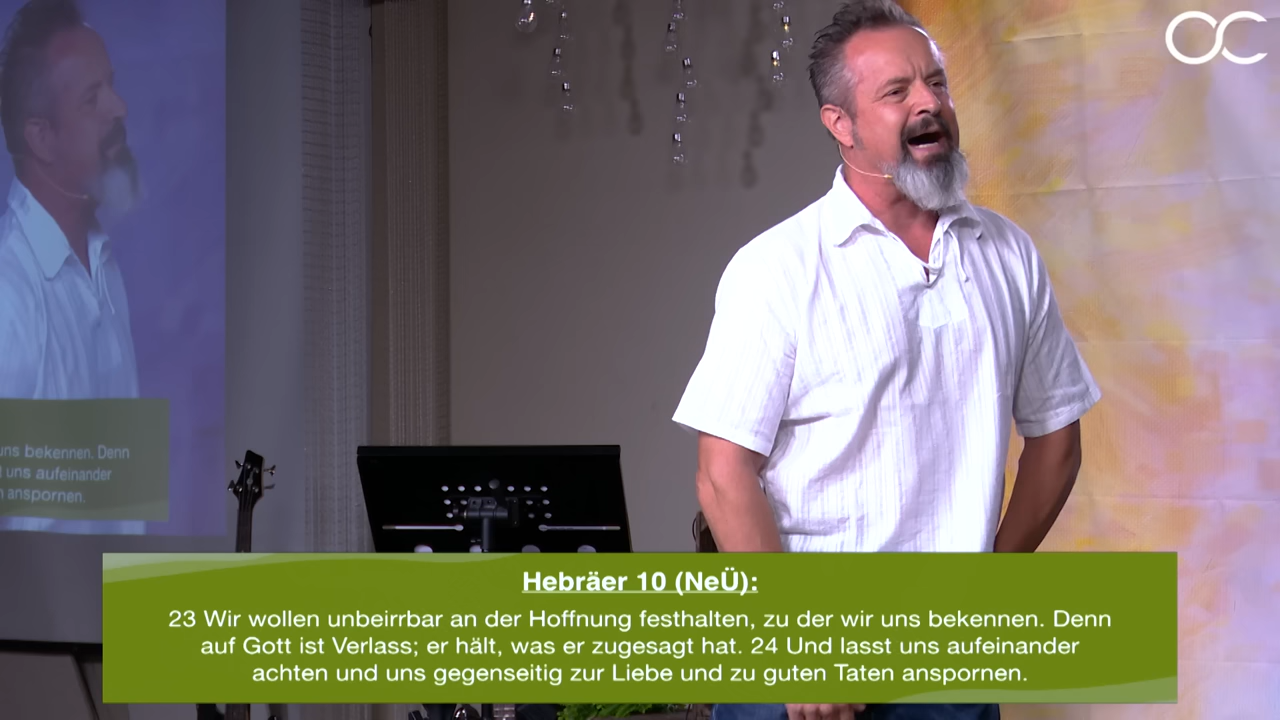 OC
uns bekennen. Denn
uns aufeinander
anspornen.
Hebräer 10 (NeÜ):
23 Wir wollen unbeirrbar an der Hoffnung festhalten, zu der wir uns bekennen. Denn
auf Gott ist Verlass; er hält, was er zugesagt hat. 24 Und lasst uns aufeinander
achten und uns gegenseitig zur Liebe und zu guten Taten anspornen.